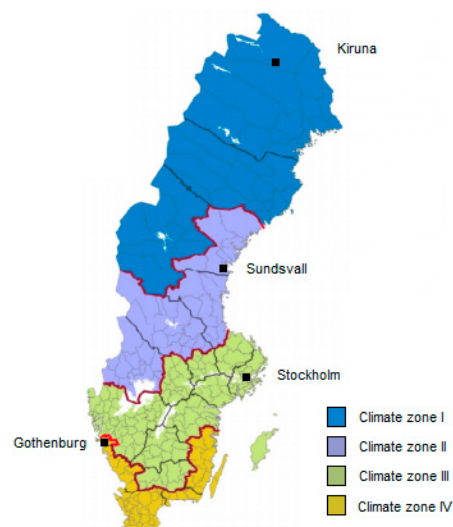 Kiruna
Sundsvall
Stockholm
Gothenburg
Climate zone I
Climate zone II
Climate zone III
Climate zone IV